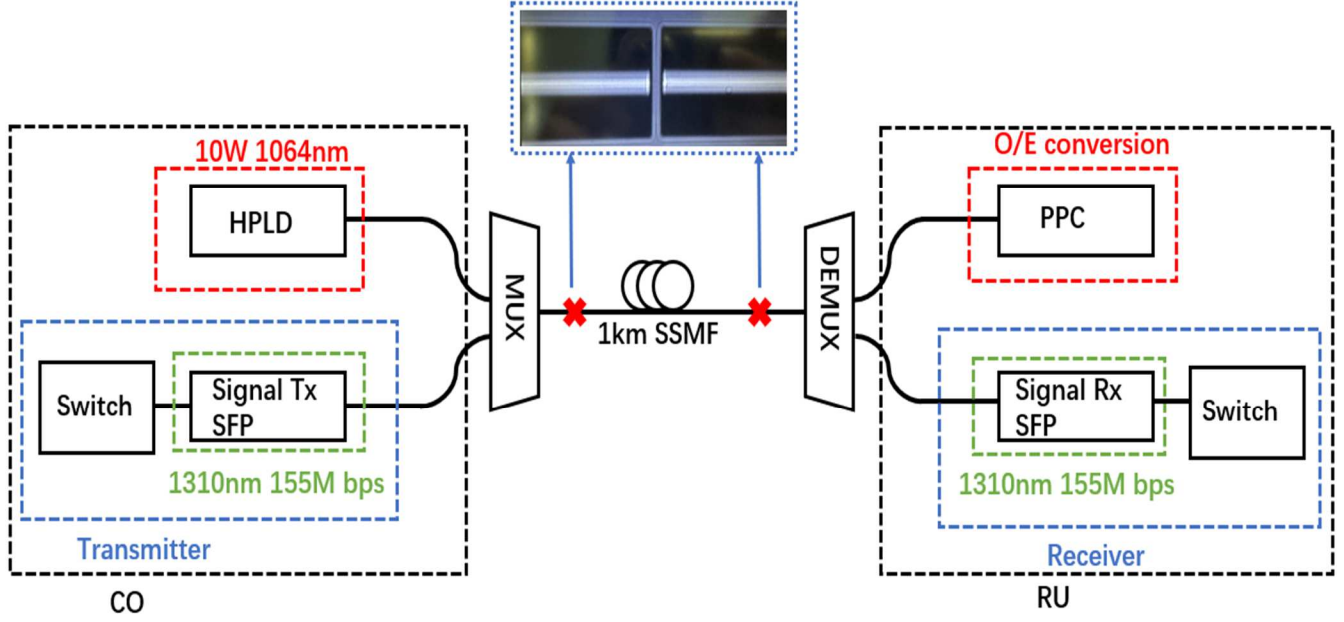 10W 1064nm
HPLD
Switch
Signal Tx
SFP
1310nm 155M bps
Transmitter
CO
MUX
1km SSMF
DEMUX
O/E conversion
PPC
Signal Rx
SFP
Switch
1310nm 155M bps
Receiver
RU